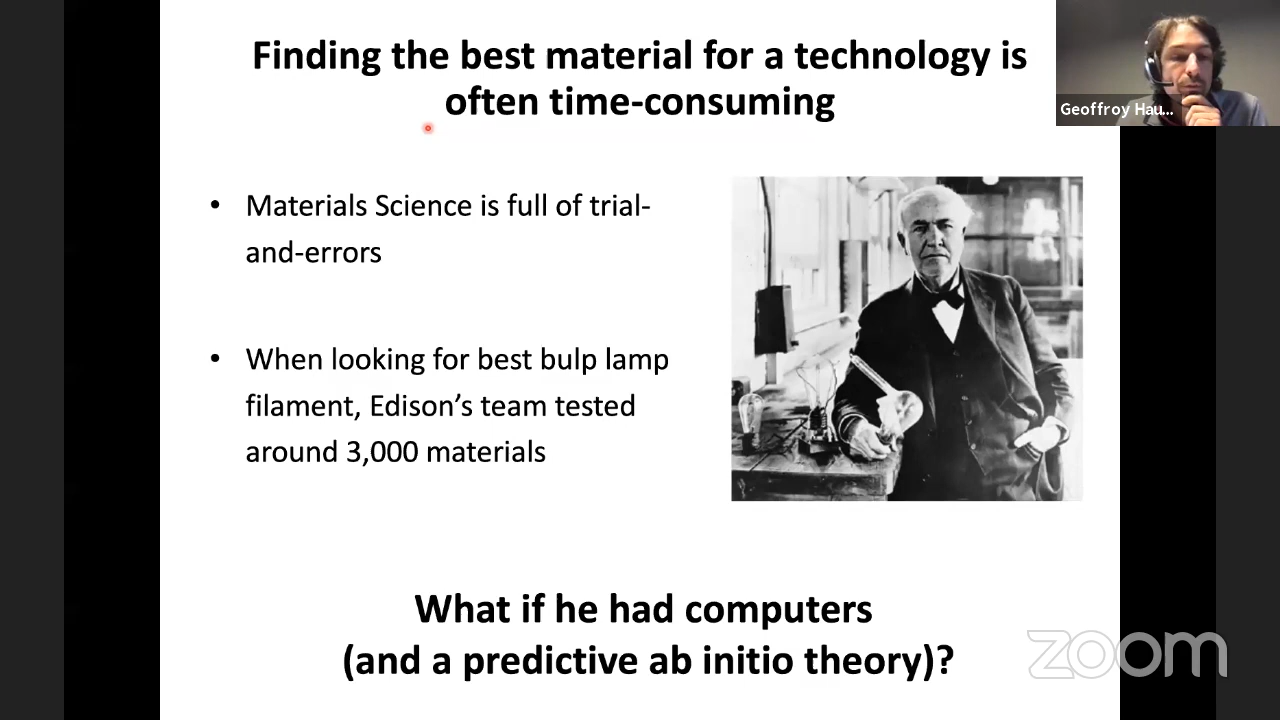 Finding the best material for a technology is
often time-consuming
Geoffroy Hau...
• Materials Science is full of trial-
and-errors
• When looking for best bulp lamp
filament, Edison’s team tested
around 3,000 materials
What if he had computers
(and a predictive ab initio theory)?
zoom